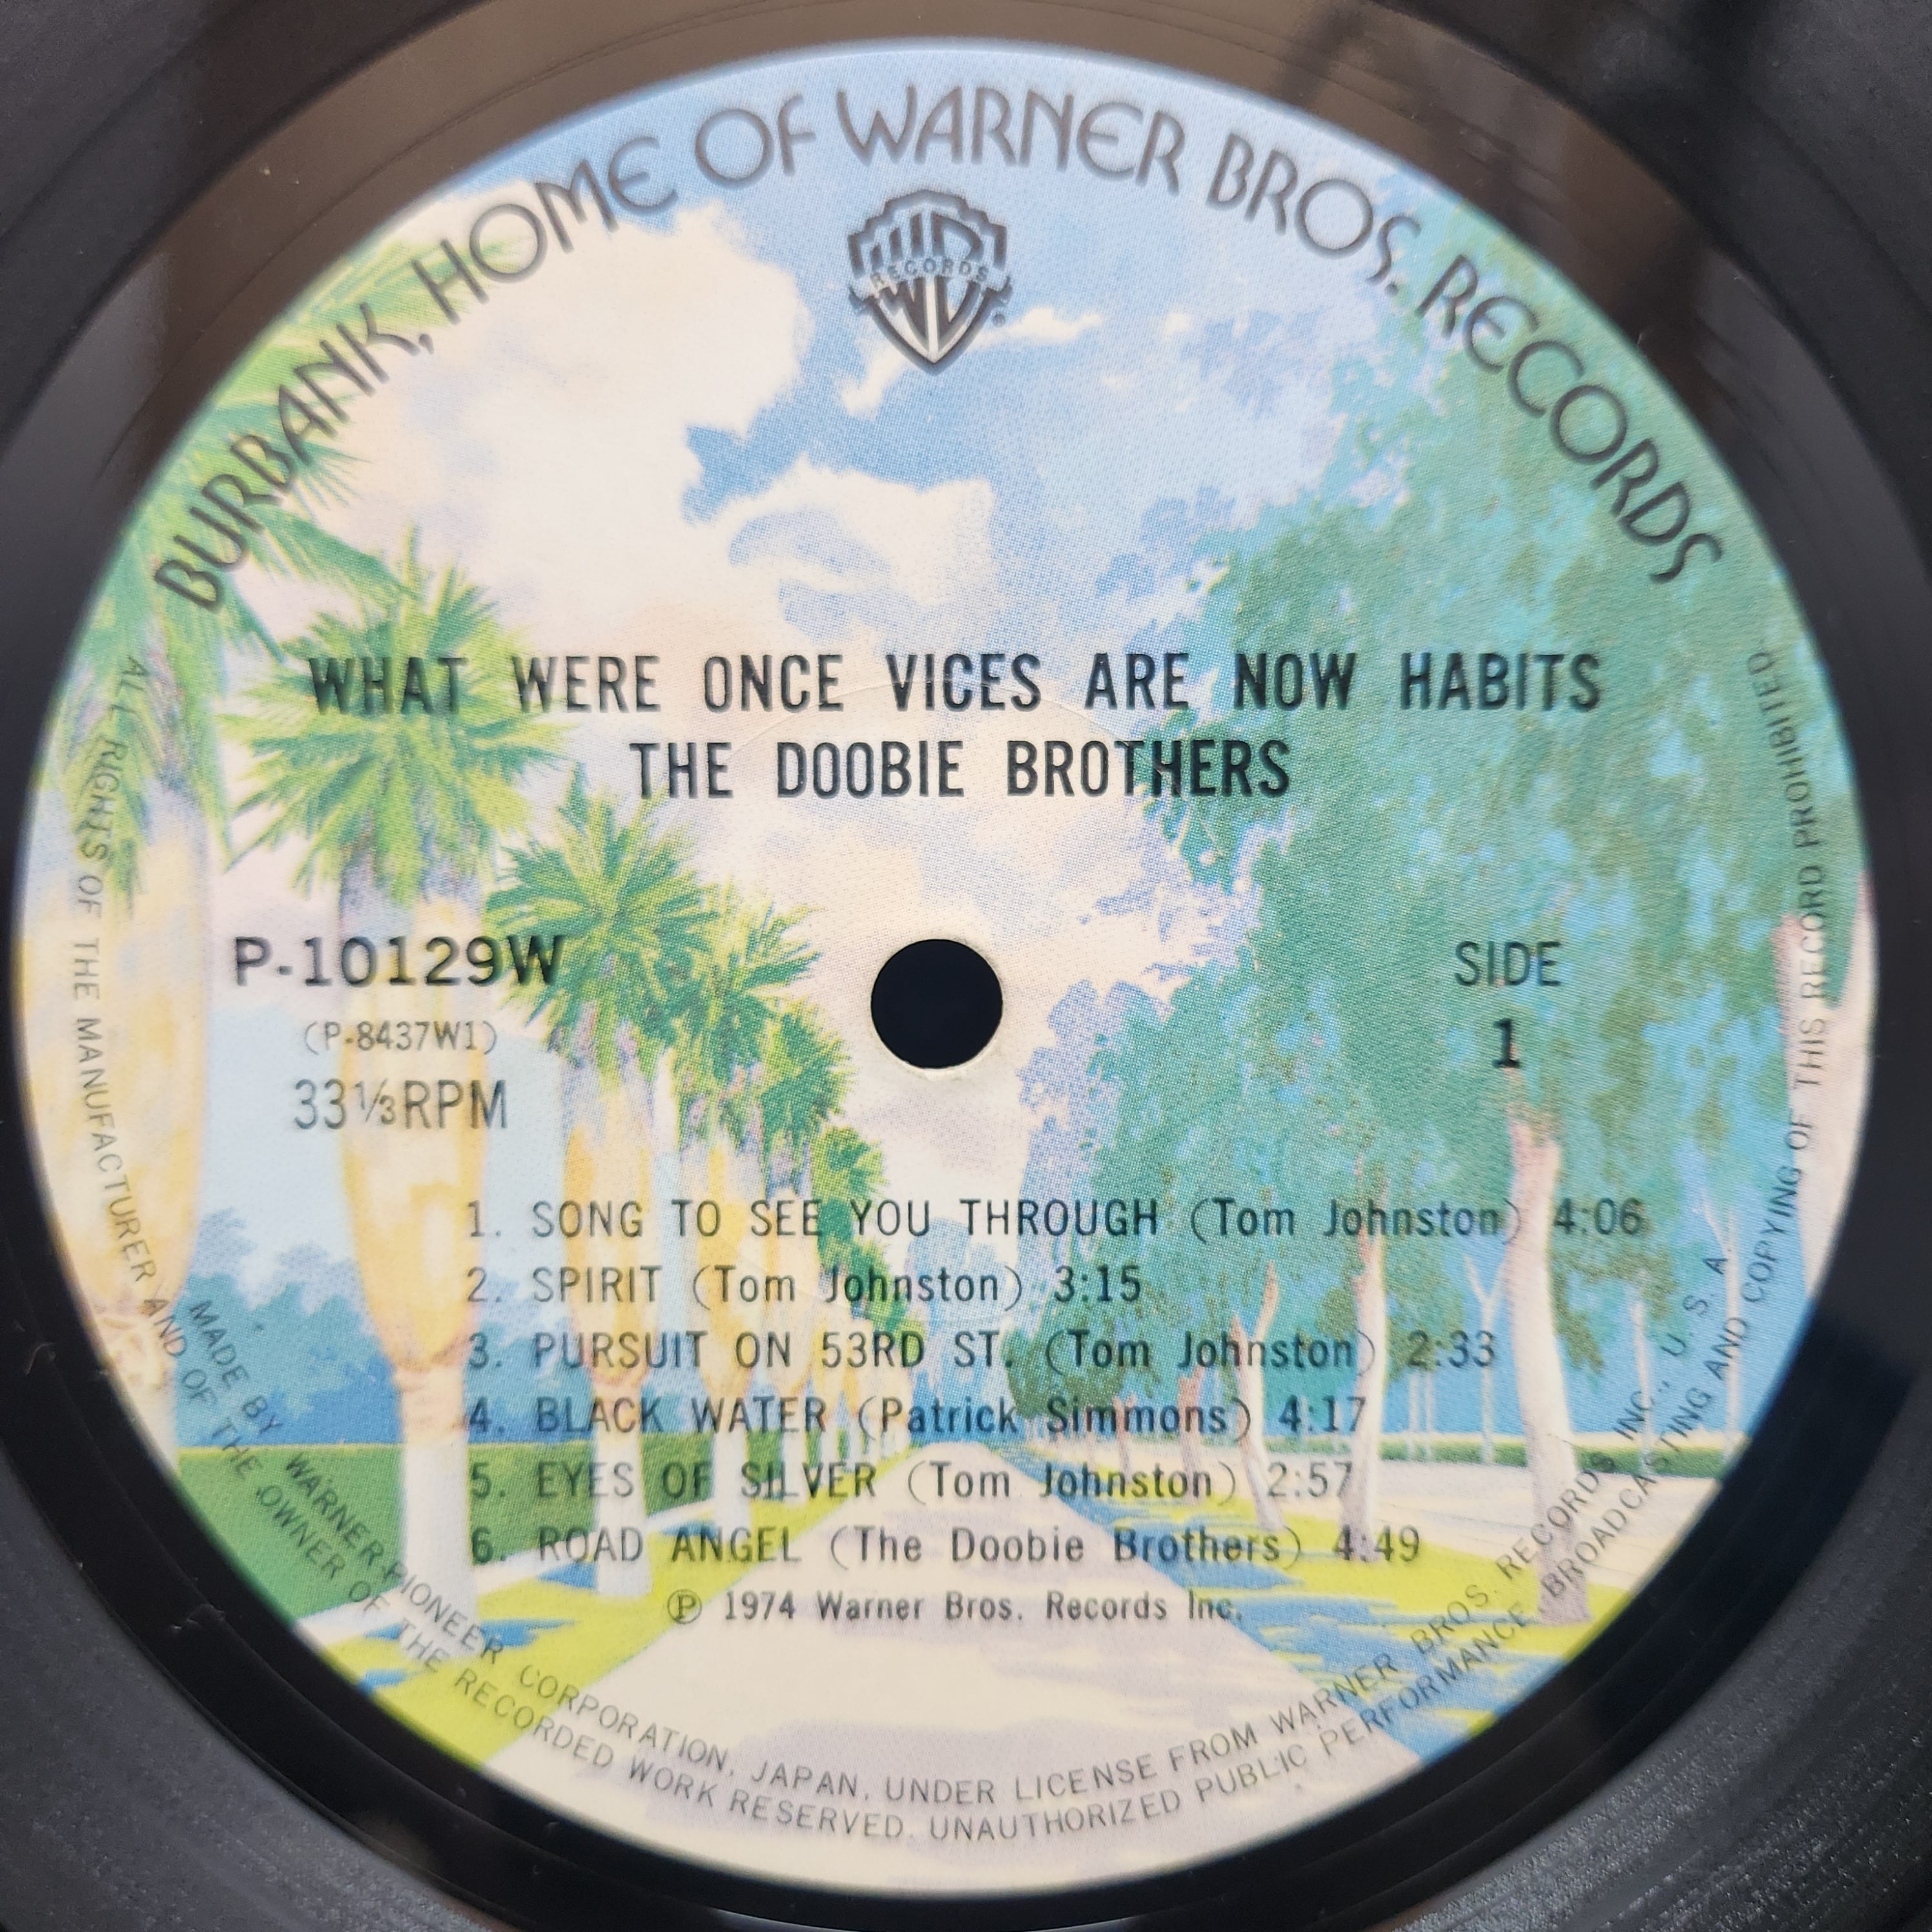 BURBANK, HOME OF WARNER BROS. RECORDS
RECORDS
WHAT WERE ONCE VICES ARE NOW HABITS
THE DOOBIE BROTHERS
P-10129W
(P-8437W1)
33⅓RPM
SIDE
1
1. SONG TO SEE YOU THROUGH (Tom Johnston) 4:06
2. SPIRIT (Tom Johnston) 3:15
3. PURSUIT ON 53RD ST. (Tom Johnston) 2:33
4. BLACK WATER (Patrick Simmons) 4:17
5. EYES OF SILVER (Tom Johnston) 2:57
6. ROAD ANGEL (The Doobie Brothers) 4:49
Ⓟ 1974 Warner Bros. Records Inc.
MADE BY WARNER-PIONEER CORPORATION, JAPAN, UNDER LICENSE FROM WARNER BROS. RECORDS INC., U. S. A.
ALL RIGHTS OF THE MANUFACTURER AND OF THE OWNER OF THE RECORDED WORK RESERVED. UNAUTHORIZED PUBLIC PERFORMANCE BROADCASTING AND COPYING OF THIS RECORD PROHIBITED